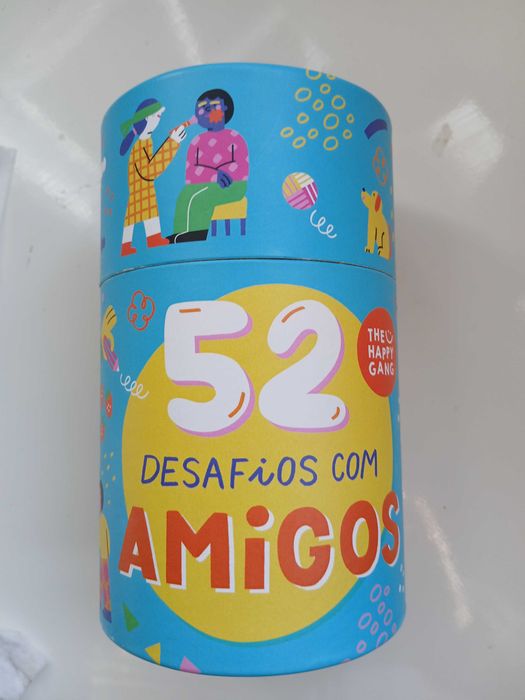 52
THE
HAPPY
GANG
DESAFiOS COM
AMiGOS